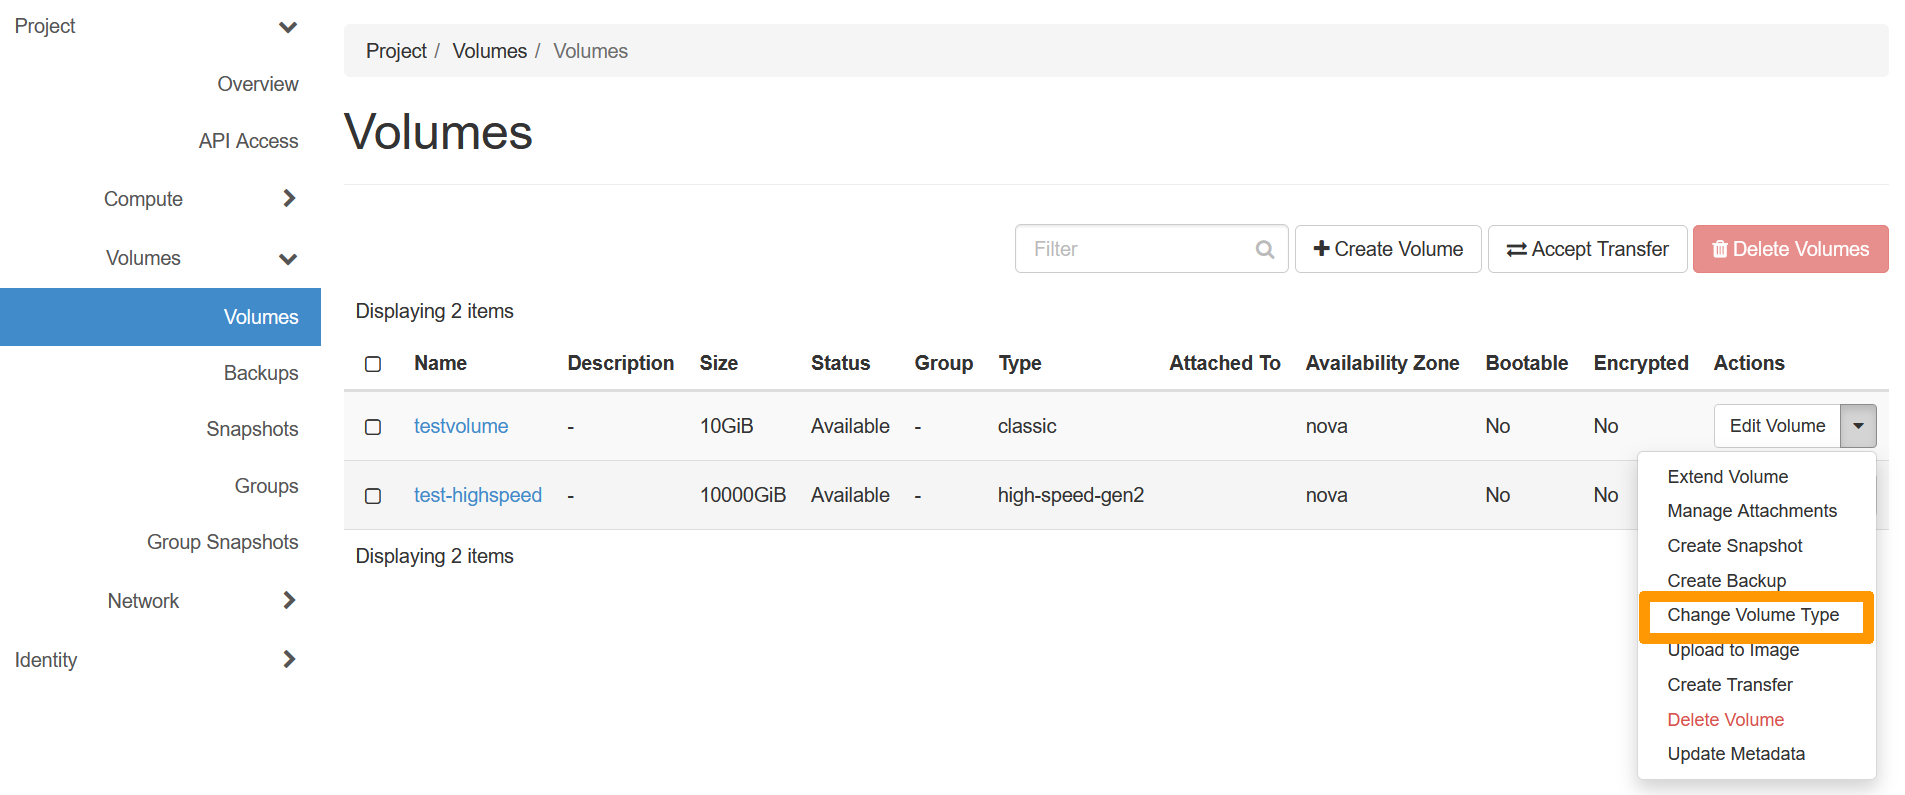 Project
Overview
API Access
Compute
Volumes
Volumes
Backups
Snapshots
Groups
Group Snapshots
Network
Identity
Project / Volumes / Volumes
Volumes
Filter Create Volume Accept Transfer Delete Volumes
Displaying 2 items
Name Description Size Status Group Type Attached To Availability Zone Bootable Encrypted Actions
testvolume - 10GiB Available - classic nova No No Edit Volume
test-highspeed - 10000GiB Available - high-speed-gen2 nova No No
Displaying 2 items
Extend Volume
Manage Attachments
Create Snapshot
Create Backup
Change Volume Type
Upload to Image
Create Transfer
Delete Volume
Update Metadata